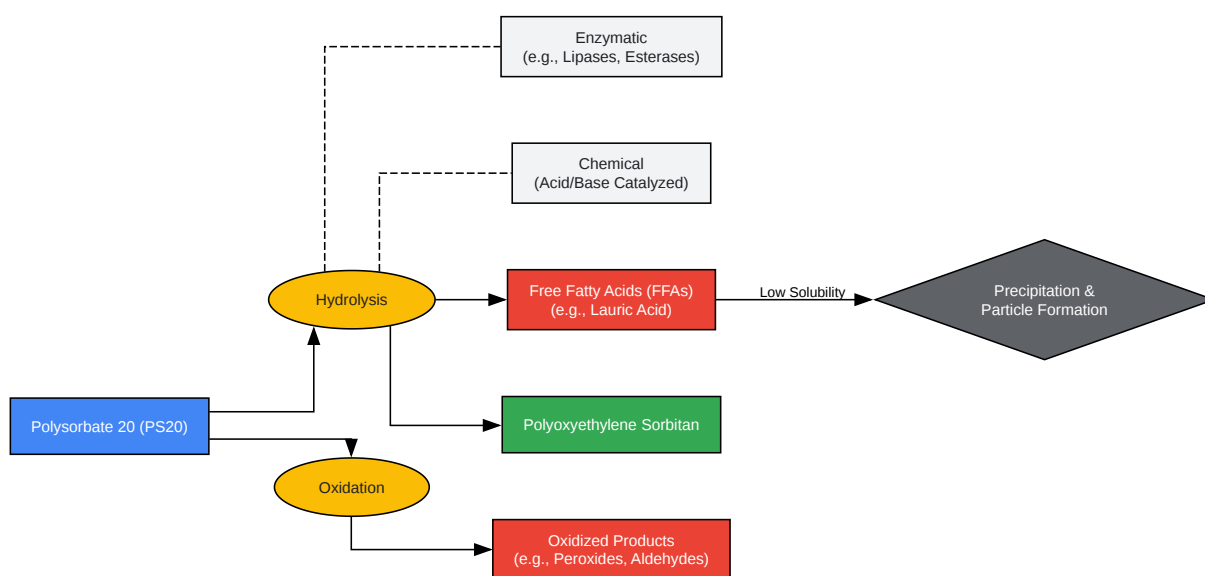 Enzymatic
(e.g., Lipases, Esterases)
Chemical
(Acid/Base Catalyzed)
Hydrolysis
Free Fatty Acids (FFAs)
(e.g., Lauric Acid)
Low Solubility
Precipitation &
Particle Formation
Polysorbate 20 (PS20)
Polyoxyethylene Sorbitan
Oxidation
Oxidized Products
(e.g., Peroxides, Aldehydes)